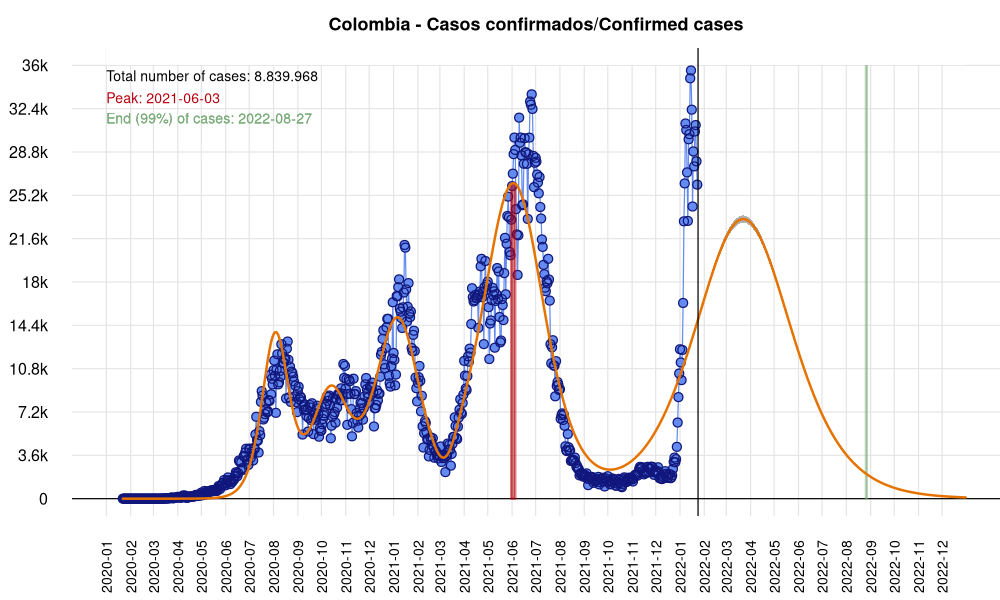 Colombia - Casos confirmados/Confirmed cases
Total number of cases: 8.839.968
Peak: 2021-06-03
End (99%) of cases: 2022-08-27
36k
32.4k
28.8k
25.2k
21.6k
18k
14.4k
10.8k
7.2k
3.6k
0
2020-01
2020-02
2020-03
2020-04
2020-05
2020-06
2020-07
2020-08
2020-09
2020-10
2020-11
2020-12
2021-01
2021-02
2021-03
2021-04
2021-05
2021-06
2021-07
2021-08
2021-09
2021-10
2021-11
2021-12
2022-01
2022-02
2022-03
2022-04
2022-05
2022-06
2022-07
2022-08
2022-09
2022-10
2022-11
2022-12